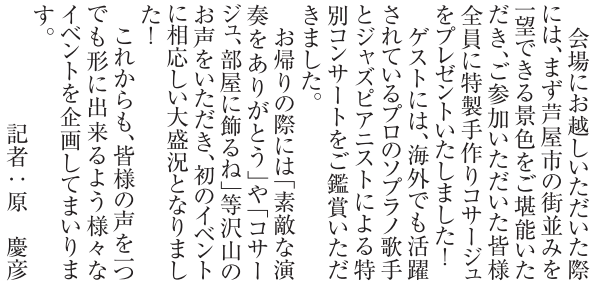 会場にお越しいただいた際
には、まず芦屋市の街並みを
一望できる景色をご堪能いた
だき、ご参加いただいた皆様
全員に特製手作りコサージュ
をプレゼントいたしました！
　ゲストには、海外でも活躍
されているプロのソプラノ歌手
とジャズピアニストによる特
別コンサートをご鑑賞いただ
きました。
　お帰りの際には「素敵な演
奏をありがとう」や「コサー
ジュ、部屋に飾るね」等沢山の
お声をいただき、初のイベント
に相応しい大盛況となりまし
た！
　これからも、皆様の声を一つ
でも形に出来るよう様々な
イベントを企画してまいりま
す。
記者：原　慶彦